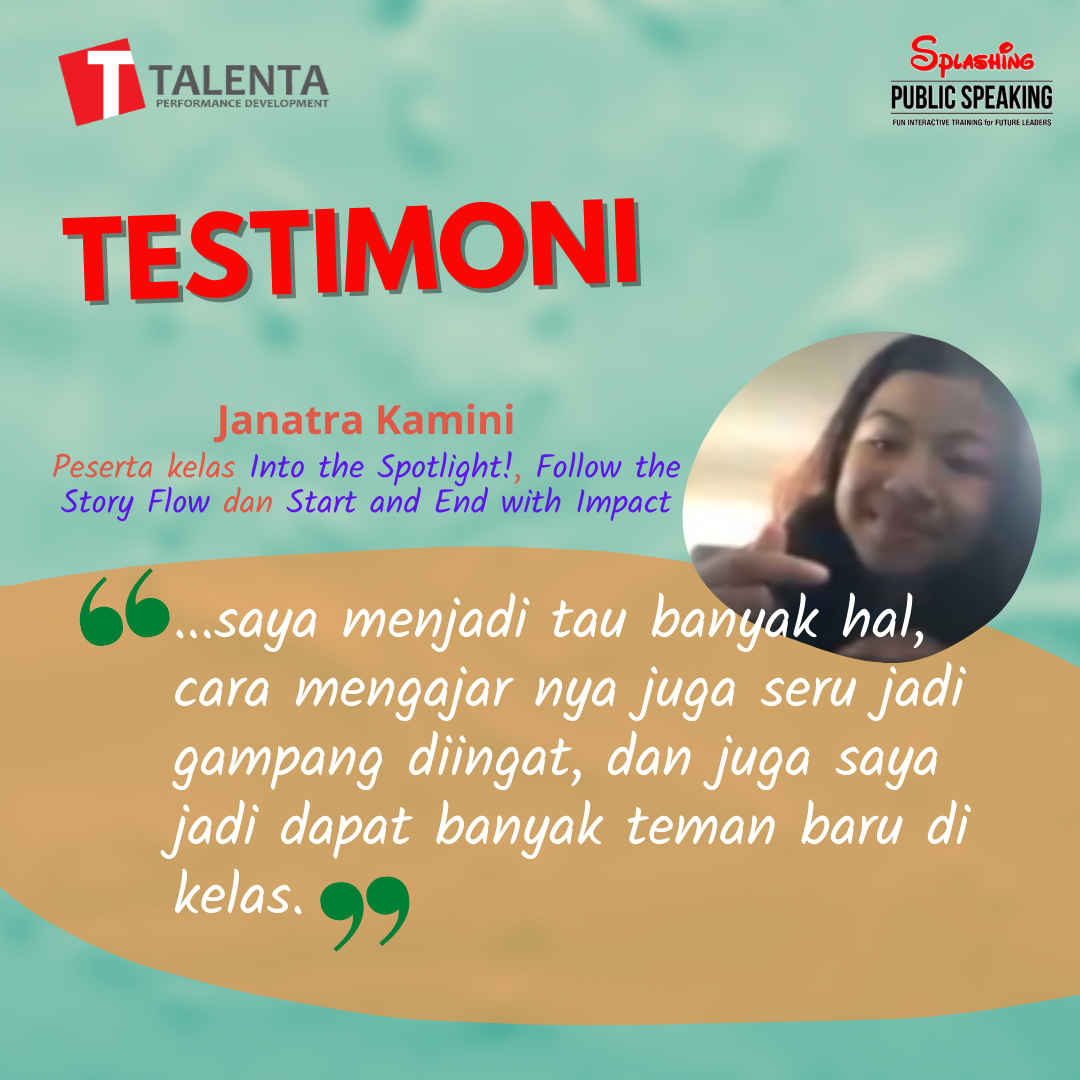 TALENTA
PERFORMANCE DEVELOPMENT
SPLASHING
PUBLIC SPEAKING
FUN INTERACTIVE TRAINING for FUTURE LEADERS
TESTIMONI
Janatra Kamini
Peserta kelas Into the Spotlight!, Follow the
Story Flow dan Start and End with Impact
“...saya menjadi tau banyak hal,
cara mengajar nya juga seru jadi
gampang diingat, dan juga saya
jadi dapat banyak teman baru di
kelas.”